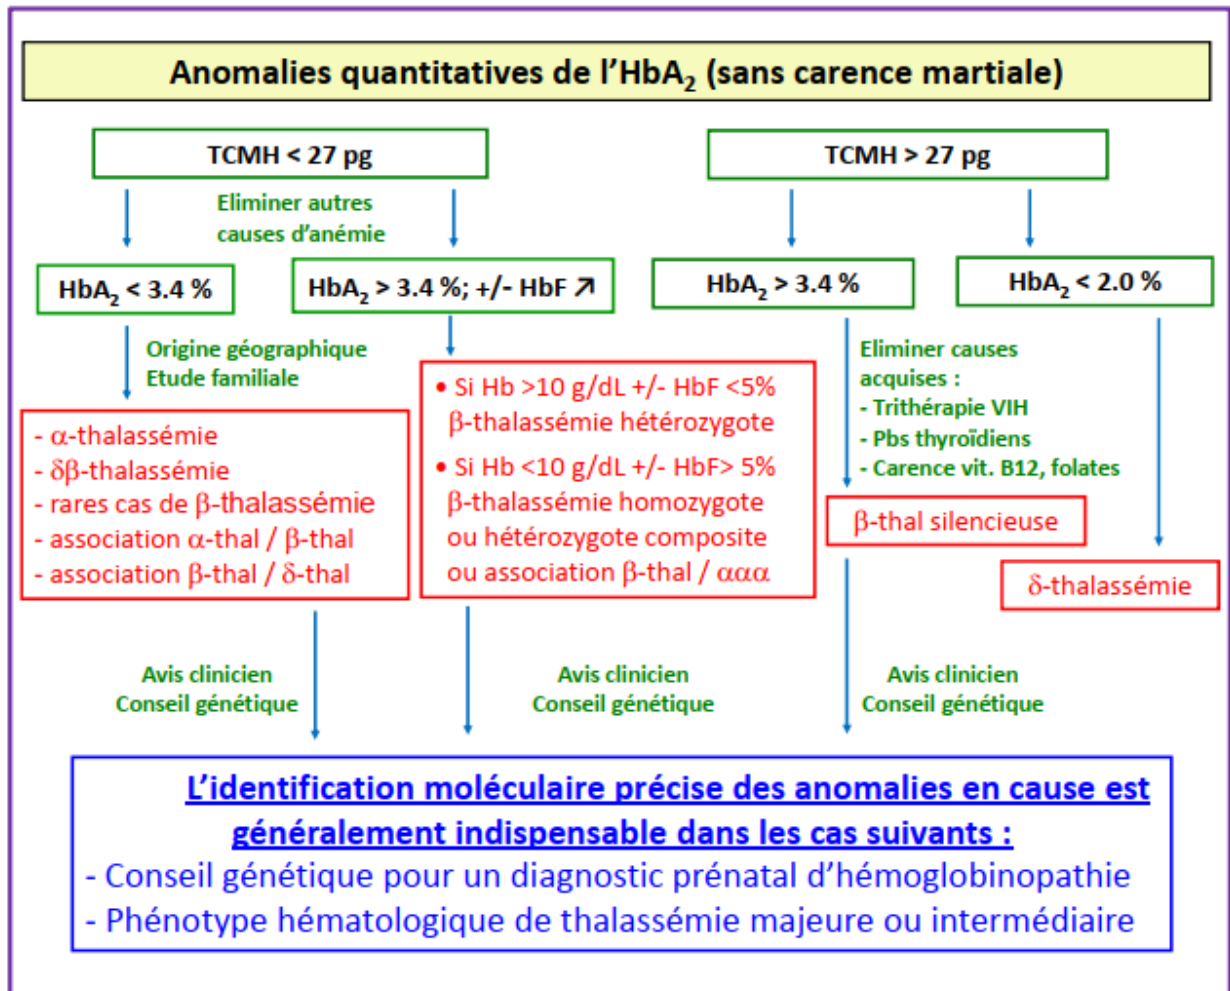 Anomalies quantitatives de l’HbA₂ (sans carence martiale)
TCMH < 27 pg
TCMH > 27 pg
Eliminer autres
causes d’anémie
HbA₂ < 3.4 %
HbA₂ > 3.4 %; +/- HbF ↗
HbA₂ > 3.4 %
HbA₂ < 2.0 %
Origine géographique
Etude familiale
- α-thalassémie
- δβ-thalassémie
- rares cas de β-thalassémie
- association α-thal / β-thal
- association β-thal / δ-thal
• Si Hb >10 g/dL +/- HbF <5%
β-thalassémie hétérozygote
• Si Hb <10 g/dL +/- HbF> 5%
β-thalassémie homozygote
ou hétérozygote composite
ou association β-thal / ααα
Eliminer causes
acquises :
- Trithérapie VIH
- Pbs thyroïdiens
- Carence vit. B12, folates
β-thal silencieuse
δ-thalassémie
Avis clinicien
Conseil génétique
Avis clinicien
Conseil génétique
Avis clinicien
Conseil génétique
L’identification moléculaire précise des anomalies en cause est
généralement indispensable dans les cas suivants :
- Conseil génétique pour un diagnostic prénatal d’hémoglobinopathie
- Phénotype hématologique de thalassémie majeure ou intermédiaire